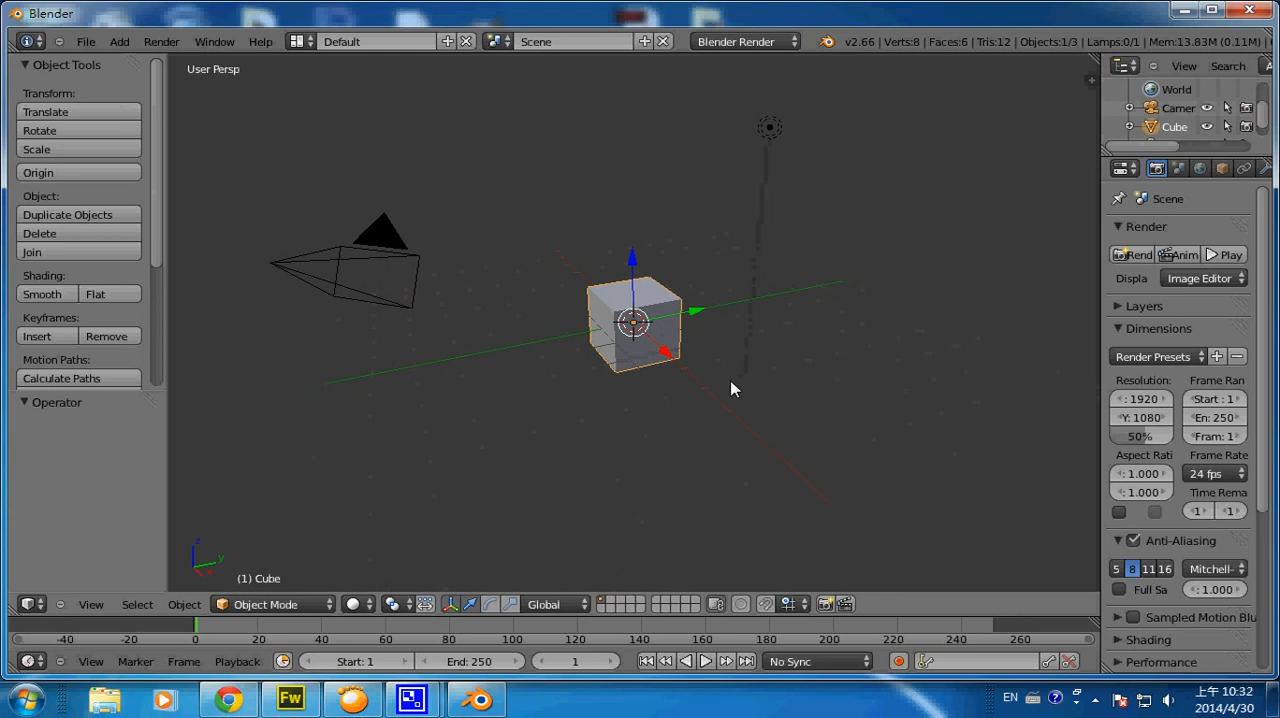 Blender
File Add Render Window Help Default Scene Blender Render v2.66 | Verts:8 | Faces:6 | Tris:12 | Objects:1/3 | Lamps:0/1 | Mem:13.83M (0.11M) |
Object Tools
Transform:
Translate
Rotate
Scale
Origin
Object:
Duplicate Objects
Delete
Join
Shading:
Smooth Flat
Keyframes:
Insert Remove
Motion Paths:
Calculate Paths
Operator
User Persp
z
y
x
(1) Cube
View Search A
World
Camer
Cube
Scene
Render
Rend Anim Play
Displa Image Editor
Layers
Dimensions
Render Presets
Resolution: Frame Ran
: 1920 Start : 1
Y: 1080 En: 250
50% Fram: 1
Aspect Rati Frame Rate
: 1.000 24 fps
: 1.000 Time Rema
1 1
Anti-Aliasing
5 8 11 16 Mitchell-
Full Sa : 1.000
Sampled Motion Blu
Shading
Performance
View Select Object Object Mode Global
-40 -20 0 20 40 60 80 100 120 140 160 180 200 220 240 260
View Marker Frame Playback Start: 1 End: 250 1 No Sync
Fw
EN
上午 10:32
2014/4/30